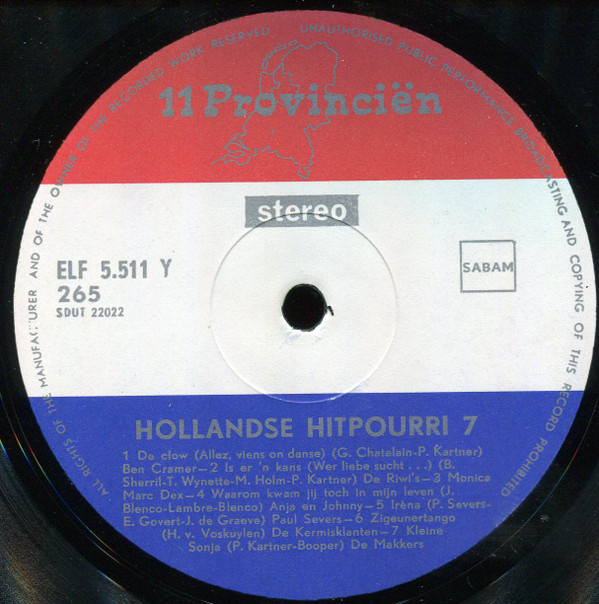 ALL RIGHTS OF THE MANUFACTURER AND OF THE OWNER OF THE RECORDED WORK RESERVED UNAUTHORISED PUBLIC PERFORMANCE BROADCASTING AND COPYING OF THIS RECORD PROHIBITED
11 Provinciën
stereo
ELF 5.511 Y
265
SDUT 22022
SABAM
HOLLANDSE HITPOURRI 7
1 De clow (Allez, viens on danse) (G. Chatelain-P. Kartner)
Ben Cramer—2 Is er 'n kans (Wer liebe sucht . . .) (B.
Sherril-T. Wynette-M. Holm-P. Kartner) De Riwi's—3 Monica
Marc Dex—4 Waarom kwam jij toch in mijn leven (J.
Blenco-Lambre-Blenco) Anja en Johnny—5 Irèna (P. Severs-
E. Govert-J. de Graeve) Paul Severs—6 Zigeunertango
(H. v. Voskuylen) De Kermisklanten—7 Kleine
Sonja (P. Kartner-Booper) De Makkers